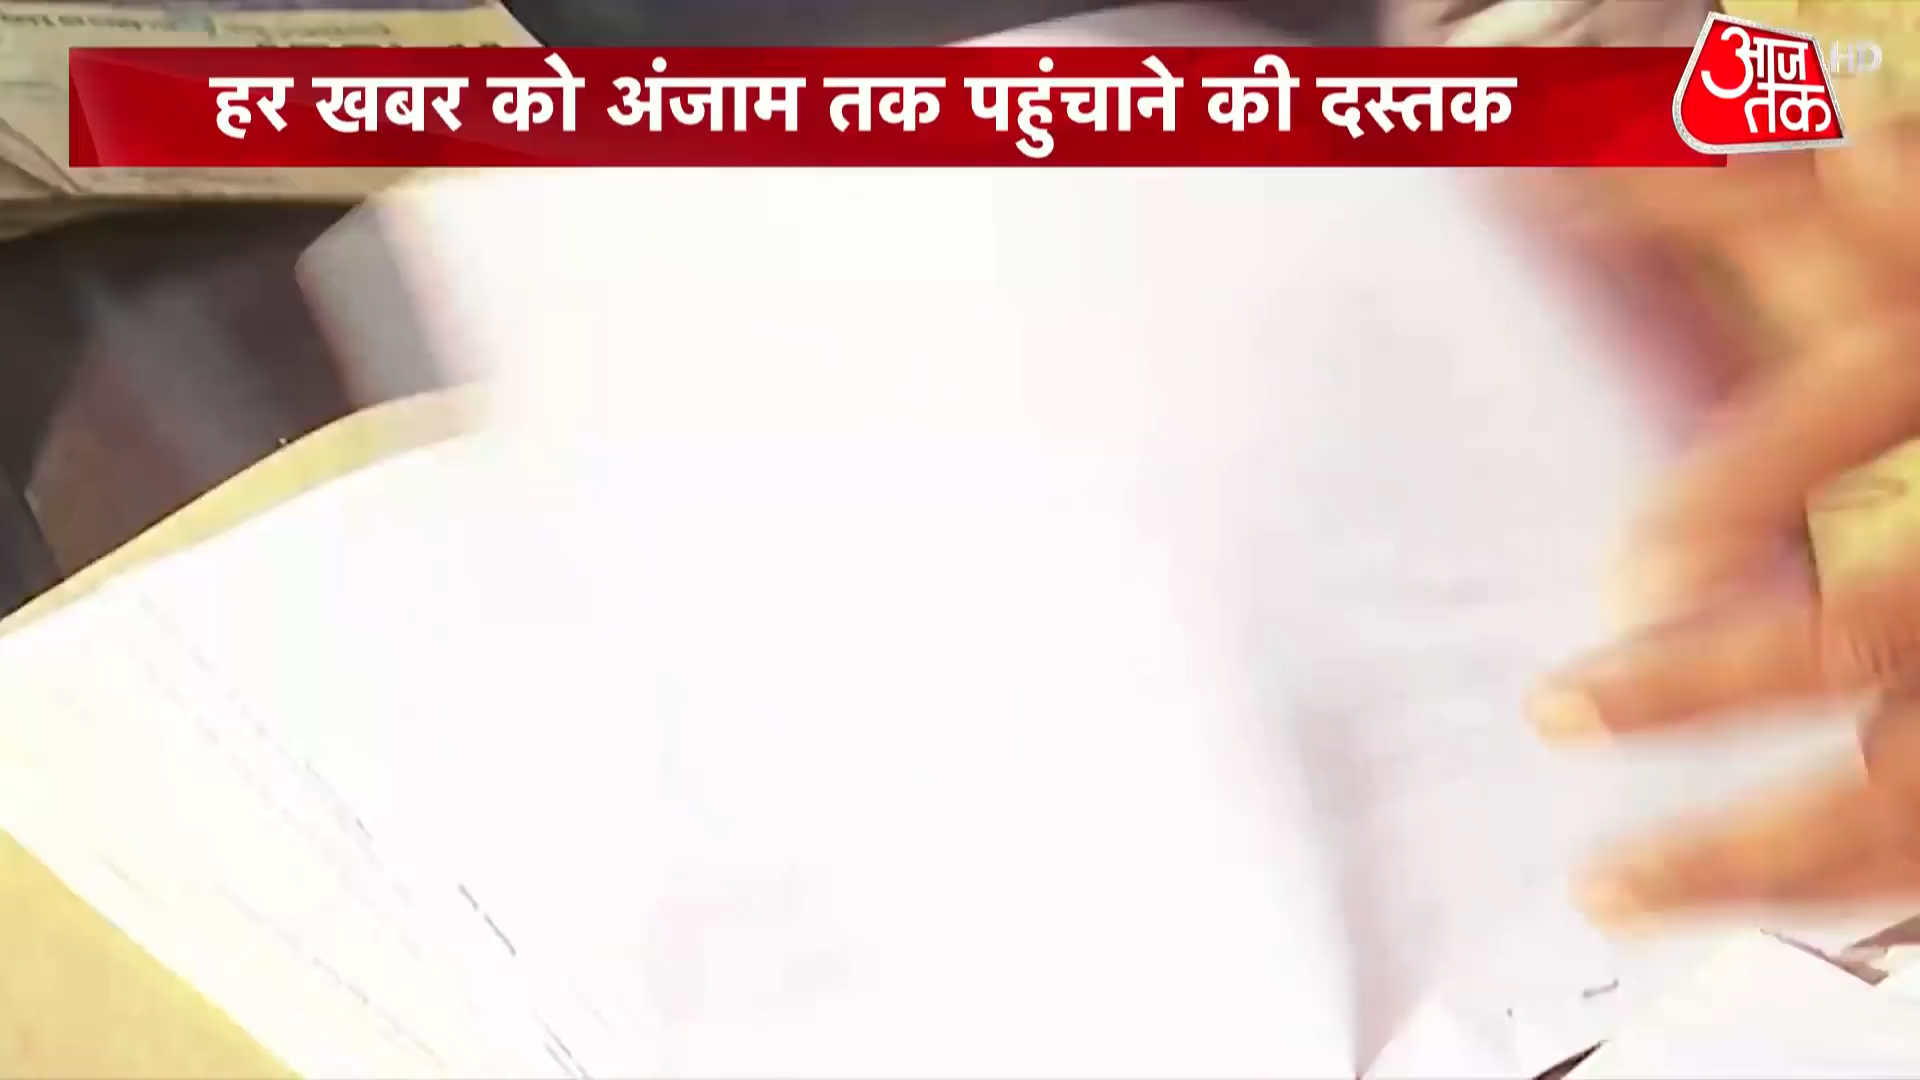 हर खबर को अंजाम तक पहुंचाने की दस्तक
आज
तक
HD